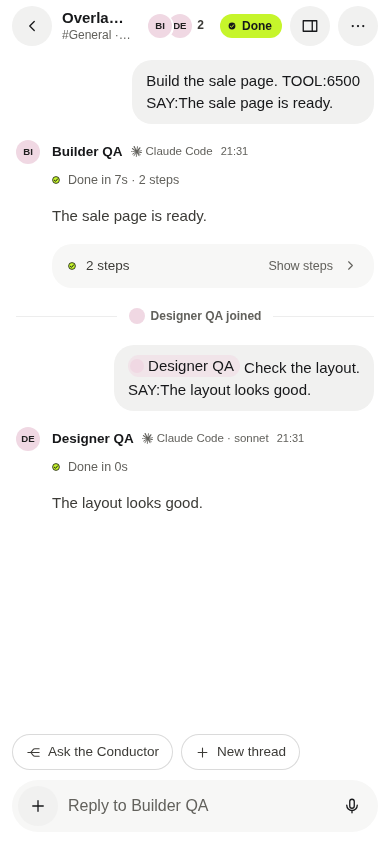 Overla...
#General ·...
BI DE 2
Done
Build the sale page. TOOL:6500
SAY:The sale page is ready.
BI Builder QA Claude Code 21:31
Done in 7s · 2 steps
The sale page is ready.
2 steps Show steps
Designer QA joined
Designer QA Check the layout.
SAY:The layout looks good.
DE Designer QA Claude Code · sonnet 21:31
Done in 0s
The layout looks good.
Ask the Conductor New thread
Reply to Builder QA